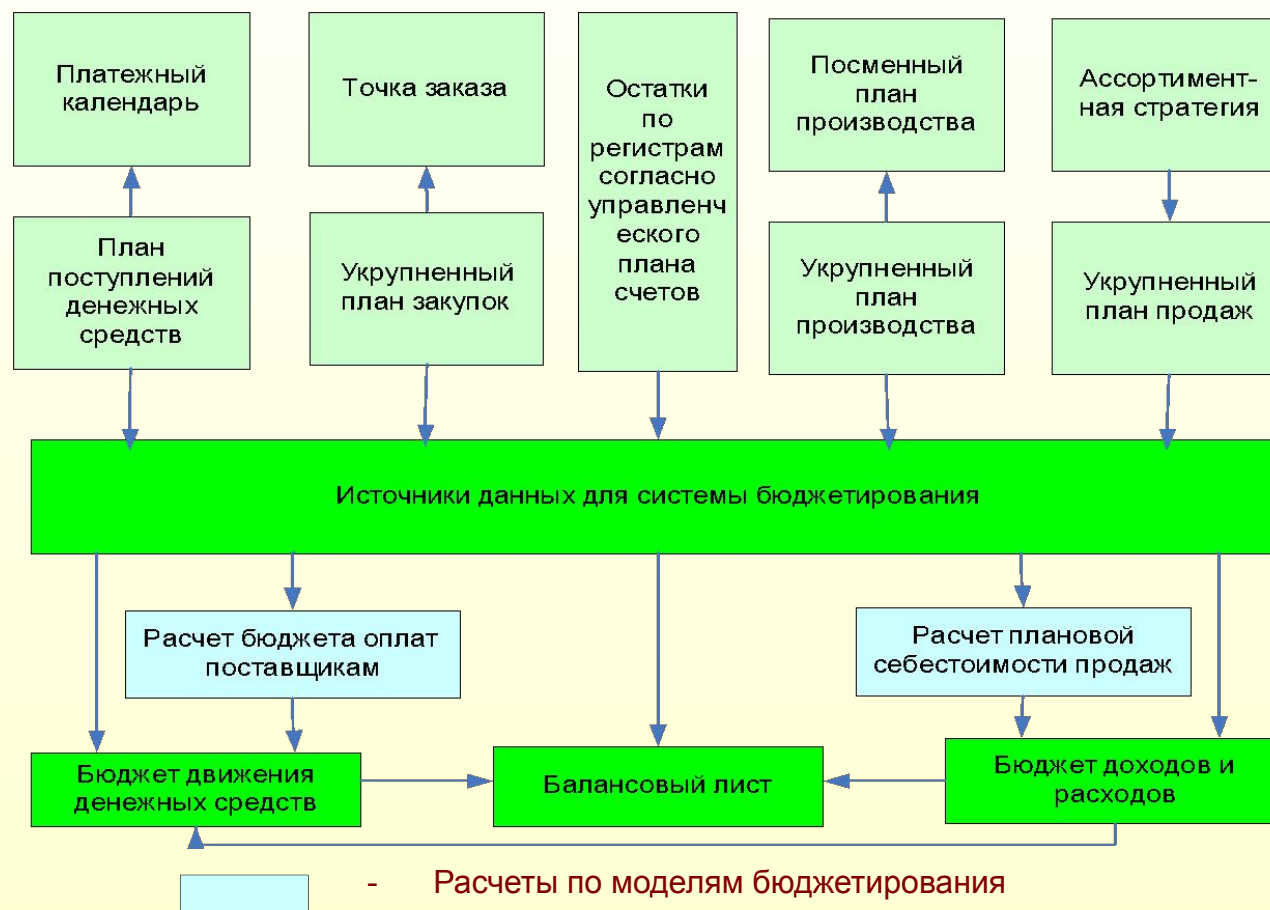 Платежный
календарь
Точка заказа
Остатки
по
регистрам
согласно
управленч
еского
плана
счетов
Посменный
план
производства
Ассортимент-
ная стратегия
План
поступлений
денежных
средств
Укрупненный
план закупок
Укрупненный
план
производства
Укрупненный
план продаж
Источники данных для системы бюджетирования
Расчет бюджета оплат
поставщикам
Расчет плановой
себестоимости продаж
Бюджет движения
денежных средств
Балансовый лист
Бюджет доходов и
расходов
- Расчеты по моделям бюджетирования